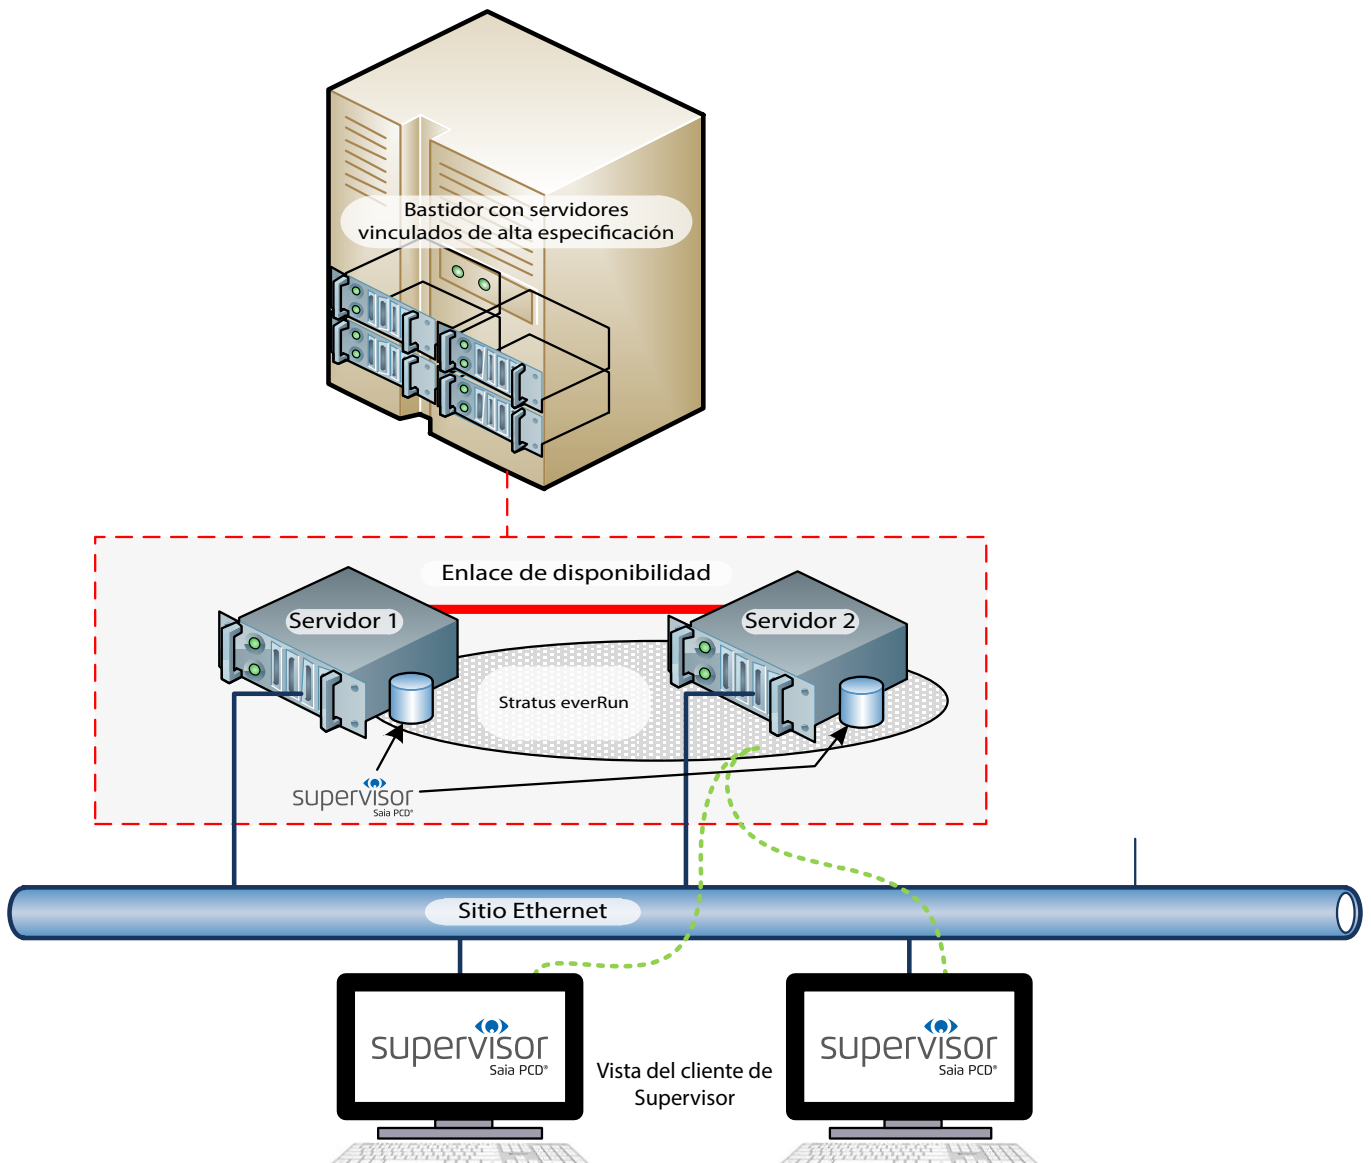 Bastidor con servidores
vinculados de alta especificación
Enlace de disponibilidad
Servidor 1
Servidor 2
Stratus everRun
supervisor
Saia PCD®
Sitio Ethernet
supervisor
Saia PCD®
supervisor
Saia PCD®
Vista del cliente de
Supervisor